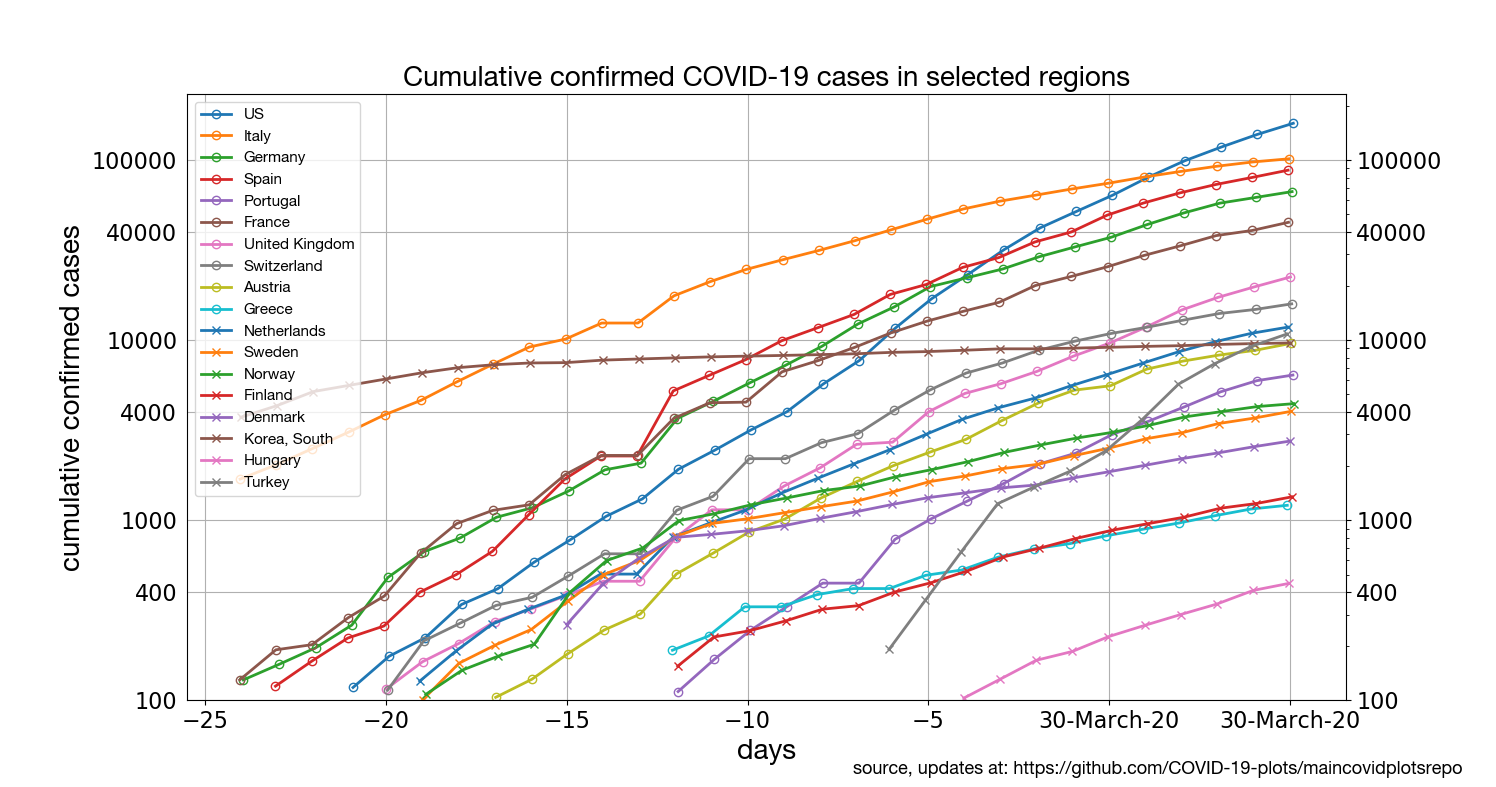 Cumulative confirmed COVID-19 cases in selected regions
US
Italy
Germany
Spain
Portugal
France
United Kingdom
Switzerland
Austria
Greece
Netherlands
Sweden
Norway
Finland
Denmark
Korea, South
Hungary
Turkey
cumulative confirmed cases
100000
40000
10000
4000
1000
400
100
100000
40000
10000
4000
1000
400
100
−25 −20 −15 −10 −5 30-March-20 30-March-20
days
source, updates at: https://github.com/COVID-19-plots/maincovidplotsrepo